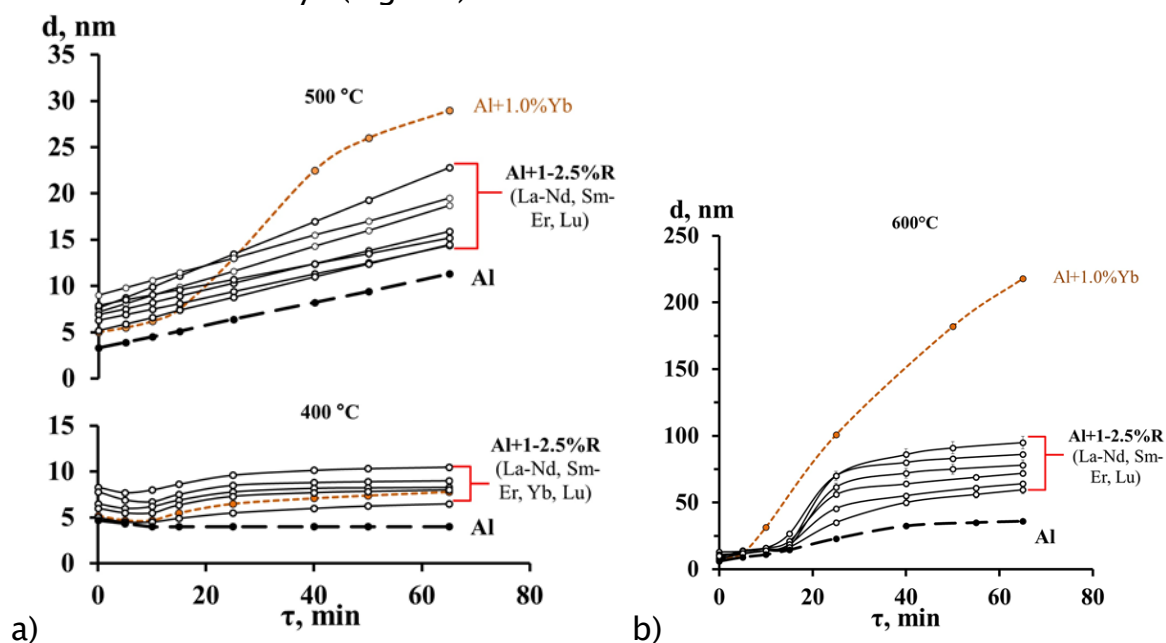 d, nm
35
30
25
20
15
10
5
0
500 °C
Al+1.0%Yb
Al+1-2.5%R
(La-Nd, Sm-
Er, Lu)
Al
400 °C
15
10
5
0
Al+1-2.5%R
(La-Nd, Sm-
Er, Yb, Lu)
Al
0 20 40 60 80
τ, min
a)
d, nm
250
200
150
100
50
0
600°C
Al+1.0%Yb
Al+1-2.5%R
(La-Nd, Sm-
Er, Lu)
Al
0 20 40 60 80
τ, min
b)